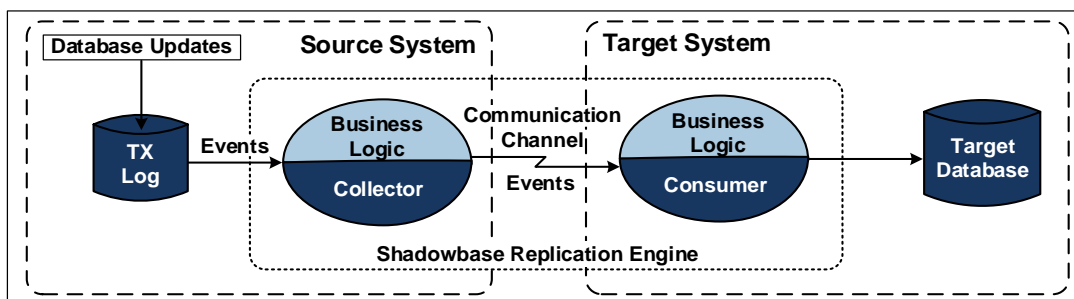 Database Updates
Source System
Target System
TX
Log
Events
Business
Logic
Collector
Communication
Channel
Events
Business
Logic
Consumer
Target
Database
Shadowbase Replication Engine